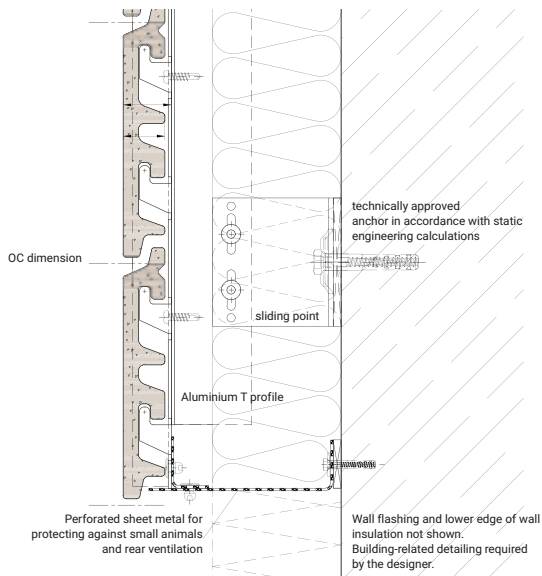 technically approved
anchor in accordance with static
engineering calculations
OC dimension
sliding point
Aluminium T profile
Perforated sheet metal for
protecting against small animals
and rear ventilation
Wall flashing and lower edge of wall
insulation not shown.
Building-related detailing required
by the designer.